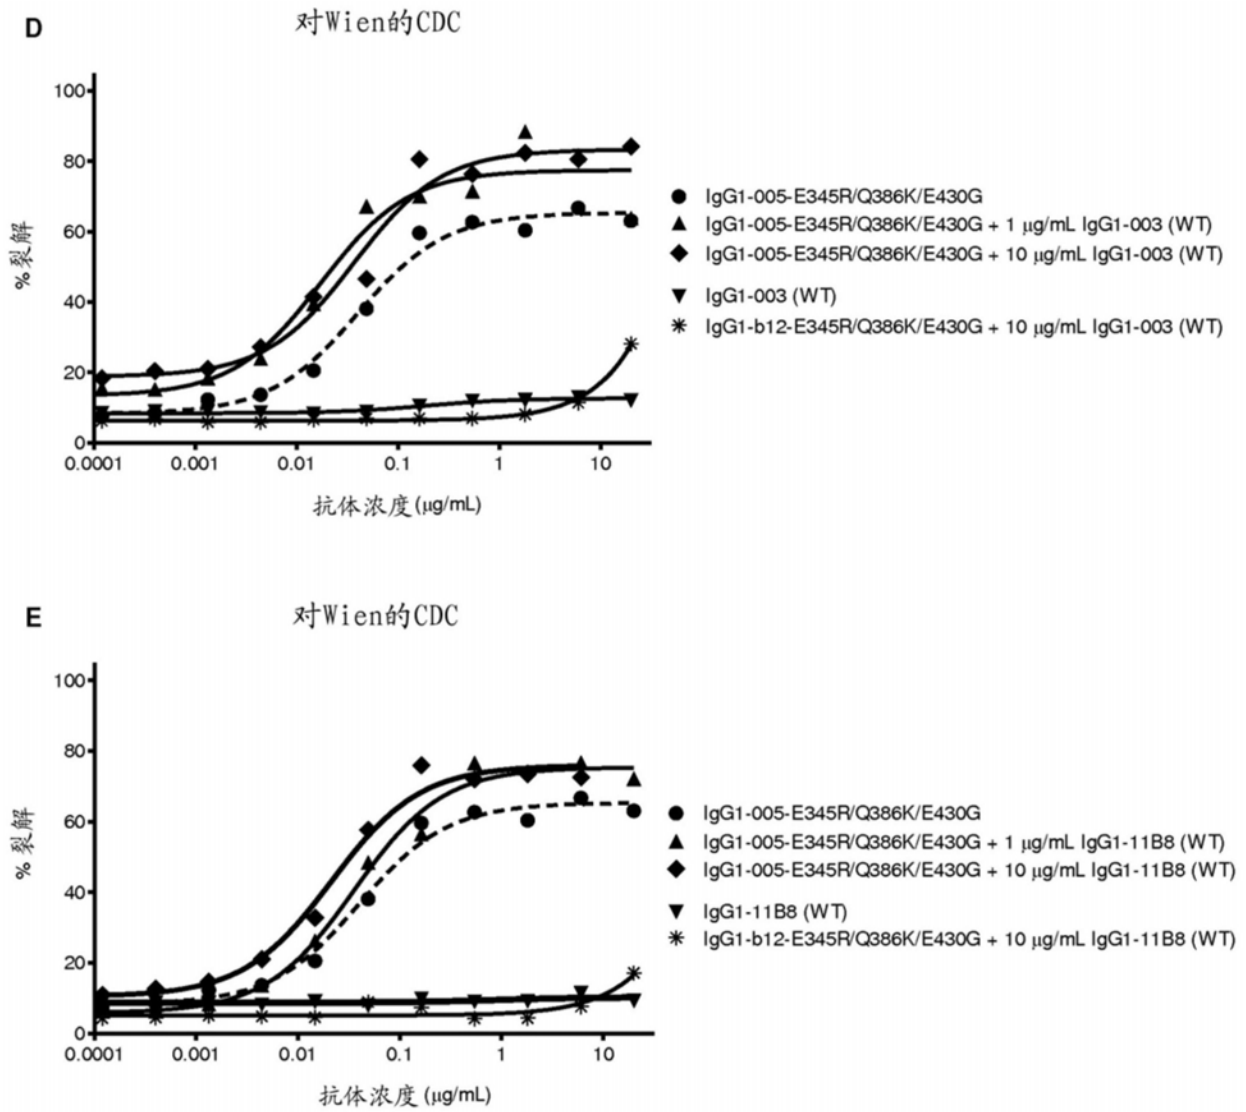 D
对Wien的CDC
100
80
60
40
20
0
%裂解
0.0001 0.001 0.01 0.1 1 10
抗体浓度(µg/mL)
IgG1-005-E345R/Q386K/E430G
IgG1-005-E345R/Q386K/E430G + 1 µg/mL IgG1-003 (WT)
IgG1-005-E345R/Q386K/E430G + 10 µg/mL IgG1-003 (WT)
IgG1-003 (WT)
IgG1-b12-E345R/Q386K/E430G + 10 µg/mL IgG1-003 (WT)
E
对Wien的CDC
100
80
60
40
20
0
%裂解
0.0001 0.001 0.01 0.1 1 10
抗体浓度(µg/mL)
IgG1-005-E345R/Q386K/E430G
IgG1-005-E345R/Q386K/E430G + 1 µg/mL IgG1-11B8 (WT)
IgG1-005-E345R/Q386K/E430G + 10 µg/mL IgG1-11B8 (WT)
IgG1-11B8 (WT)
IgG1-b12-E345R/Q386K/E430G + 10 µg/mL IgG1-11B8 (WT)